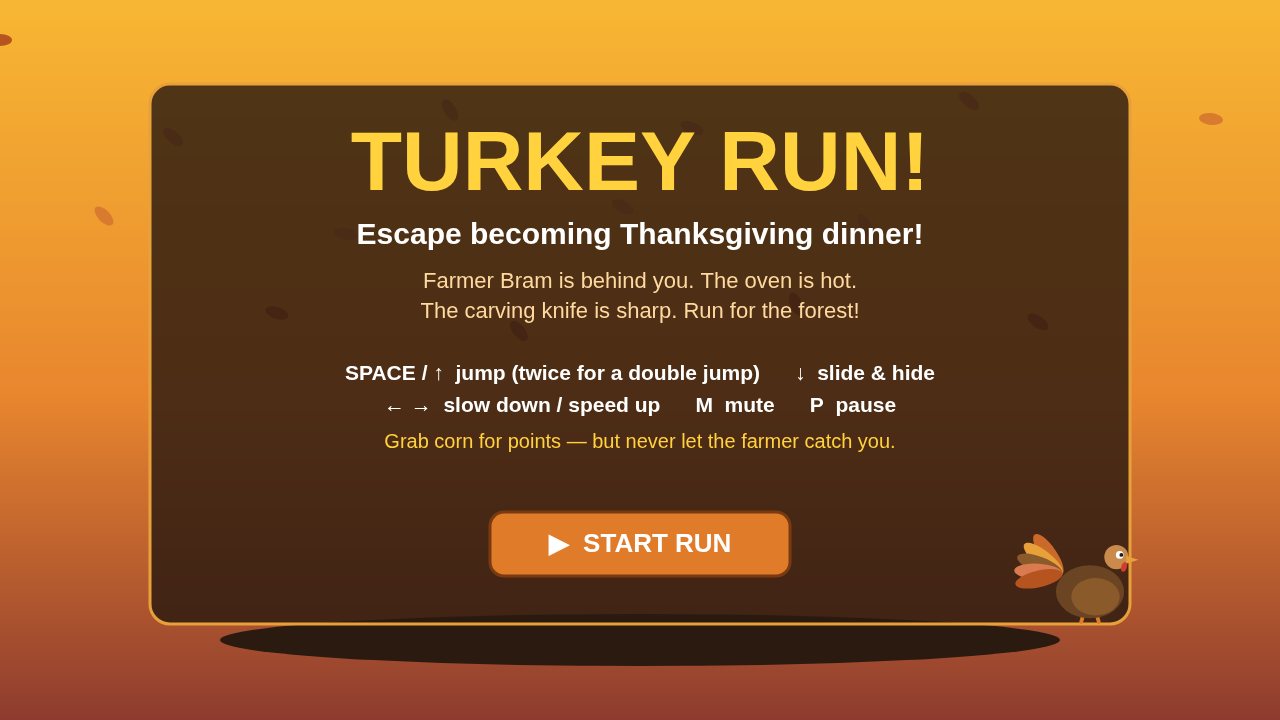 TURKEY RUN!
Escape becoming Thanksgiving dinner!
Farmer Bram is behind you. The oven is hot.
The carving knife is sharp. Run for the forest!
SPACE / ↑ jump (twice for a double jump) ↓ slide & hide
← → slow down / speed up M mute P pause
Grab corn for points — but never let the farmer catch you.
▶ START RUN